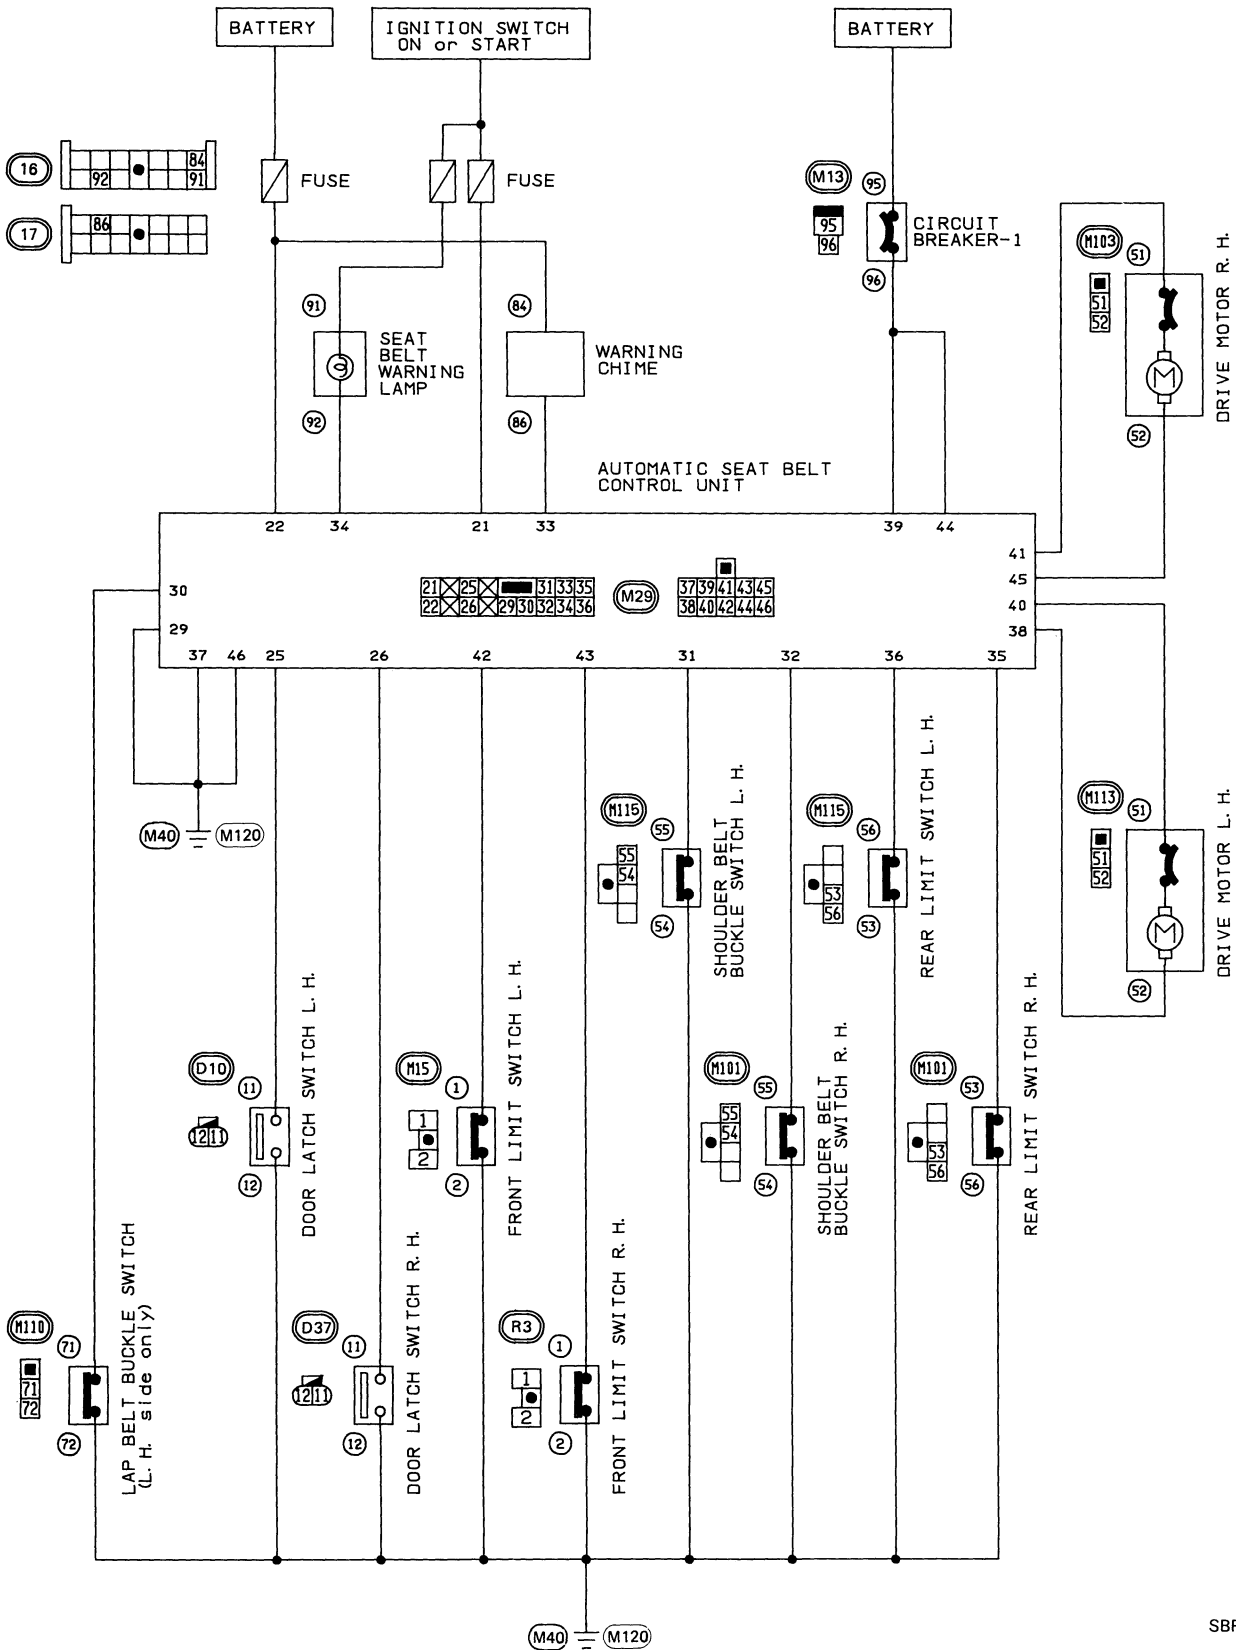 BATTERY
IGNITION SWITCH
ON or START
BATTERY
16
84
92
91
17
86
FUSE
FUSE
M13
95
95
96
96
CIRCUIT
BREAKER-1
M103
51
51
52
52
DRIVE MOTOR R. H.
91
SEAT
BELT
WARNING
LAMP
92
84
WARNING
CHIME
86
AUTOMATIC SEAT BELT
CONTROL UNIT
22 34 21 33 39 44
41
45
40
38
30
29
21 25 31 33 35
22 26 29 30 32 34 36
M29
37 39 41 43 45
38 40 42 44 46
37 46 25 26 42 43 31 32 36 35
M40 M120
M115
55
55
54
54
SHOULDER BELT
BUCKLE SWITCH L. H.
M115
56
53
56
53
REAR LIMIT SWITCH L. H.
M113
51
51
52
52
DRIVE MOTOR L. H.
D10
11
12 11
12
DOOR LATCH SWITCH L. H.
M15
1
1
2
2
FRONT LIMIT SWITCH L. H.
M101
55
55
54
54
SHOULDER BELT
BUCKLE SWITCH R. H.
M101
53
53
56
56
REAR LIMIT SWITCH R. H.
M110
71
71
72
72
LAP BELT BUCKLE SWITCH
(L. H. side only)
D37
11
12 11
12
DOOR LATCH SWITCH R. H.
R3
1
1
2
2
FRONT LIMIT SWITCH R. H.
M40 M120